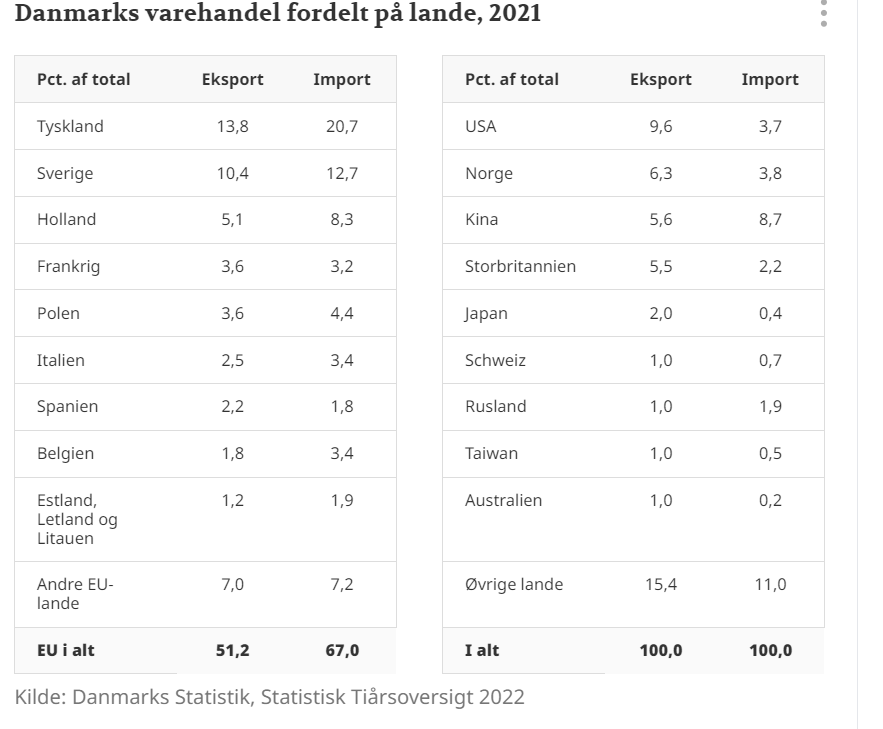 Danmarks varehandel fordelt på lande, 2021
Pct. af total Eksport Import
Tyskland 13,8 20,7
Sverige 10,4 12,7
Holland 5,1 8,3
Frankrig 3,6 3,2
Polen 3,6 4,4
Italien 2,5 3,4
Spanien 2,2 1,8
Belgien 1,8 3,4
Estland, 1,2 1,9
Letland og
Litauen
Andre EU- 7,0 7,2
lande
EU i alt 51,2 67,0
Pct. af total Eksport Import
USA 9,6 3,7
Norge 6,3 3,8
Kina 5,6 8,7
Storbritannien 5,5 2,2
Japan 2,0 0,4
Schweiz 1,0 0,7
Rusland 1,0 1,9
Taiwan 1,0 0,5
Australien 1,0 0,2
Øvrige lande 15,4 11,0
I alt 100,0 100,0
Kilde: Danmarks Statistik, Statistisk Tiårsoversigt 2022